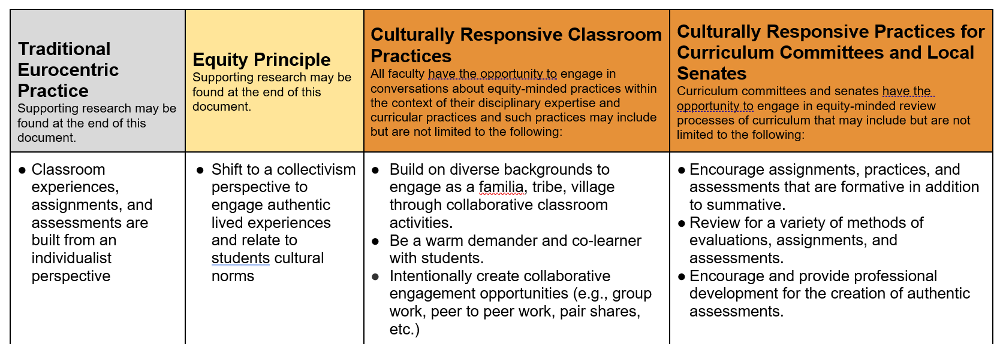 Traditional
Eurocentric
Practice
Supporting research may be
found at the end of this
document.
Equity Principle
Supporting research may be
found at the end of this
document.
Culturally Responsive Classroom
Practices
All faculty have the opportunity to engage in
conversations about equity-minded practices within
the context of their disciplinary expertise and
curricular practices and such practices may include
but are not limited to the following:
Culturally Responsive Practices for
Curriculum Committees and Local
Senates
Curriculum committees and senates have the
opportunity to engage in equity-minded review
processes of curriculum that may include but are not
limited to the following:
● Classroom
experiences,
assignments, and
assessments are
built from an
individualist
perspective
● Shift to a collectivism
perspective to
engage authentic
lived experiences
and relate to
students cultural
norms
● Build on diverse backgrounds to
engage as a familia, tribe, village
through collaborative classroom
activities.
● Be a warm demander and co-learner
with students.
● Intentionally create collaborative
engagement opportunities (e.g., group
work, peer to peer work, pair shares,
etc.)
● Encourage assignments, practices, and
assessments that are formative in addition
to summative.
● Review for a variety of methods of
evaluations, assignments, and
assessments.
● Encourage and provide professional
development for the creation of authentic
assessments.